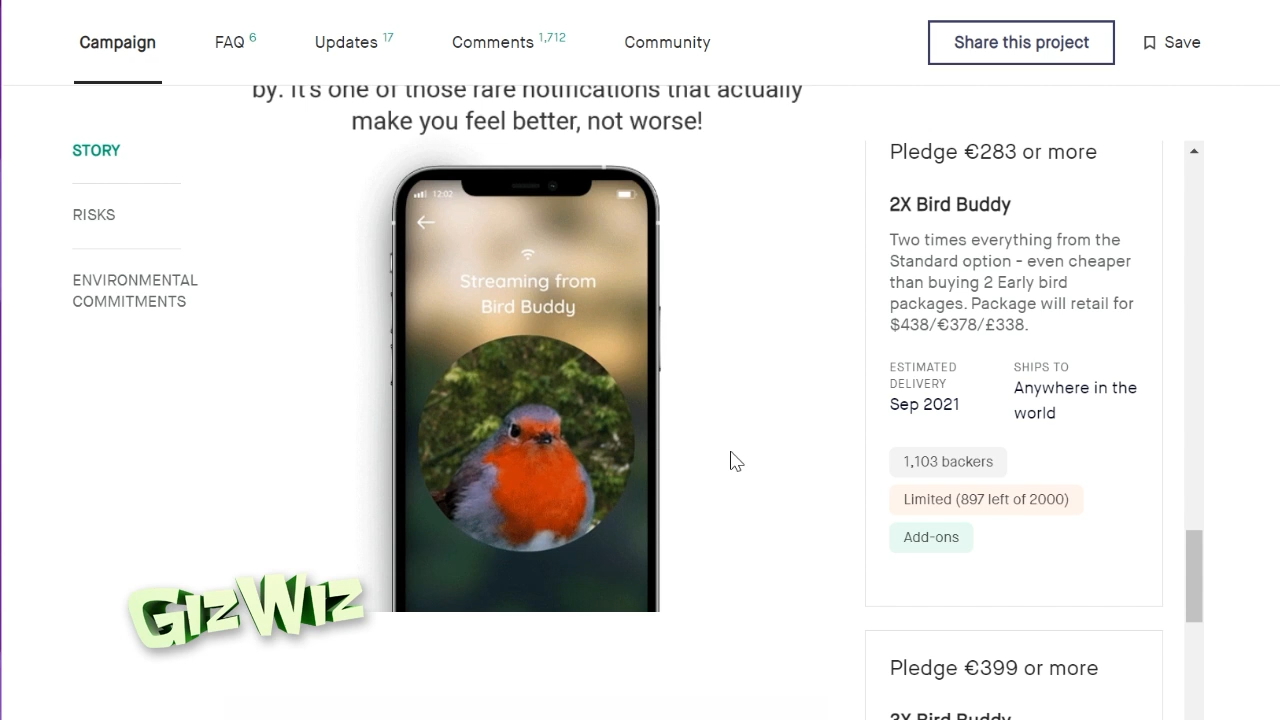 Campaign
FAQ 6
Updates 17
Comments 1,712
Community
Share this project
Save
by. It's one of those rare notifications that actually
make you feel better, not worse!
STORY
RISKS
ENVIRONMENTAL
COMMITMENTS
12:02
Streaming from
Bird Buddy
GIZWIZ
Pledge €283 or more
2X Bird Buddy
Two times everything from the
Standard option - even cheaper
than buying 2 Early bird
packages. Package will retail for
$438/€378/£338.
ESTIMATED
DELIVERY
Sep 2021
SHIPS TO
Anywhere in the
world
1,103 backers
Limited (897 left of 2000)
Add-ons
Pledge €399 or more
3X Bird Buddy